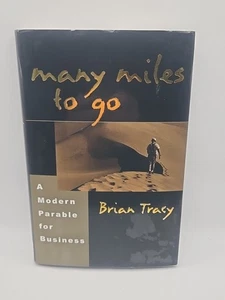 many miles
to go
A
Modern
Parable
for
Business
Brian Tracy